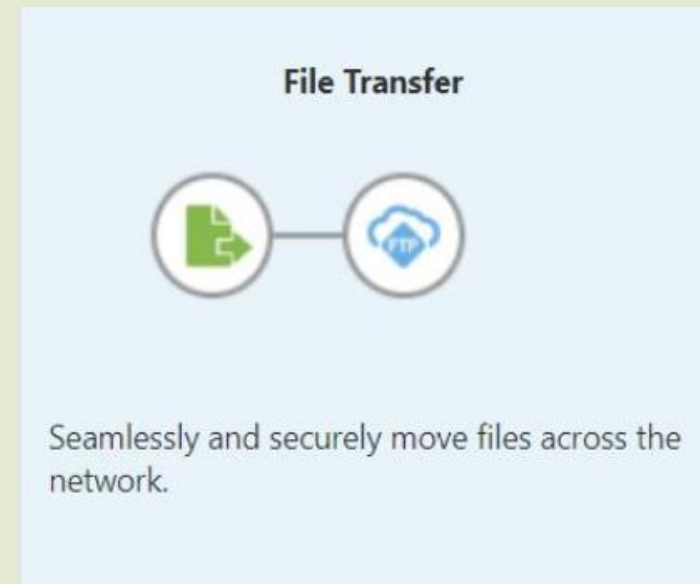 File Transfer
FTP
Seamlessly and securely move files across the
network.